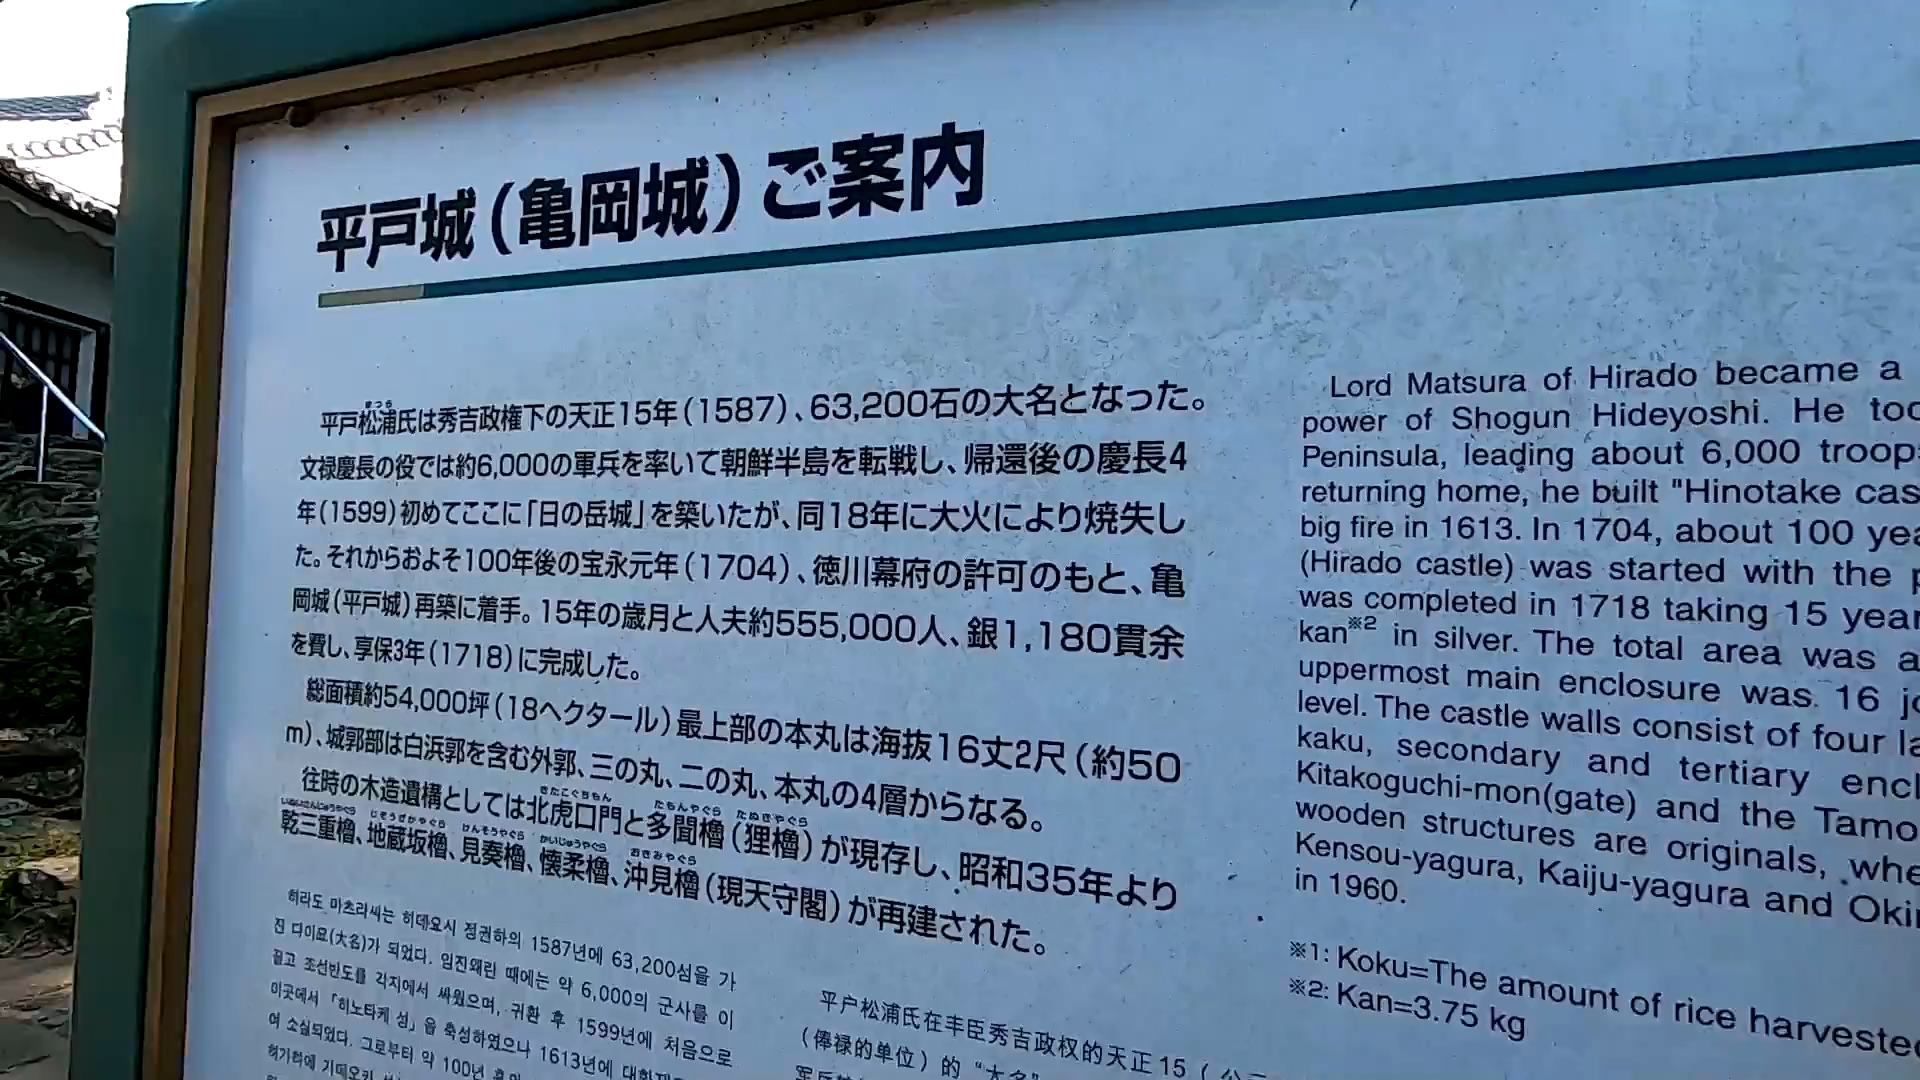 平戸城(亀岡城)ご案内
平戸松浦氏は秀吉政権下の天正15年(1587)、63,200石の大名となった。
文禄慶長の役では約6,000の軍兵を率いて朝鮮半島を転戦し、帰還後の慶長4
年(1599)初めてここに「日の岳城」を築いたが、同18年に大火により焼失し
た。それからおよそ100年後の宝永元年(1704)、徳川幕府の許可のもと、亀
岡城(平戸城)再築に着手。15年の歳月と人夫約555,000人、銀1,180貫余
を費し、享保3年(1718)に完成した。
総面積約54,000坪(18ヘクタール)最上部の本丸は海抜16丈2尺(約50
m)、城郭部は白浜郭を含む外郭、三の丸、二の丸、本丸の4層からなる。
往時の木造遺構としては北虎口門と多聞櫓(狸櫓)が現存し、昭和35年より
乾三重櫓、地蔵坂櫓、見奏櫓、懐柔櫓、沖見櫓(現天守閣)が再建された。
Lord Matsura of Hirado became a
power of Shogun Hideyoshi. He too
Peninsula, leading about 6,000 troop
returning home, he built "Hinotake cas
big fire in 1613. In 1704, about 100 yea
(Hirado castle) was started with the p
was completed in 1718 taking 15 year
kan※2 in silver. The total area was a
uppermost main enclosure was 16 jo
level. The castle walls consist of four la
kaku, secondary and tertiary encl
Kitakoguchi-mon(gate) and the Tamo
wooden structures are originals, whe
Kensou-yagura, Kaiju-yagura and Oki
in 1960.
※1: Koku=The amount of rice harvested
※2: Kan=3.75 kg
히라도 마츠라씨는 히데요시 정권하의 1587년에 63,200섬을 가
진 다이묘(大名)가 되었다. 임진왜란 때에는 약 6,000의 군사를 이
끌고 조선반도를 각지에서 싸웠으며, 귀환 후 1599년에 처음으로
이곳에서 「히노타케 성」을 축성하였으나 1613년에 대화재
여 소실되었다. 그로부터 약 100년 후의
平户松浦氏在丰臣秀吉政权的天正15(公元
(俸禄的单位)的“大名”